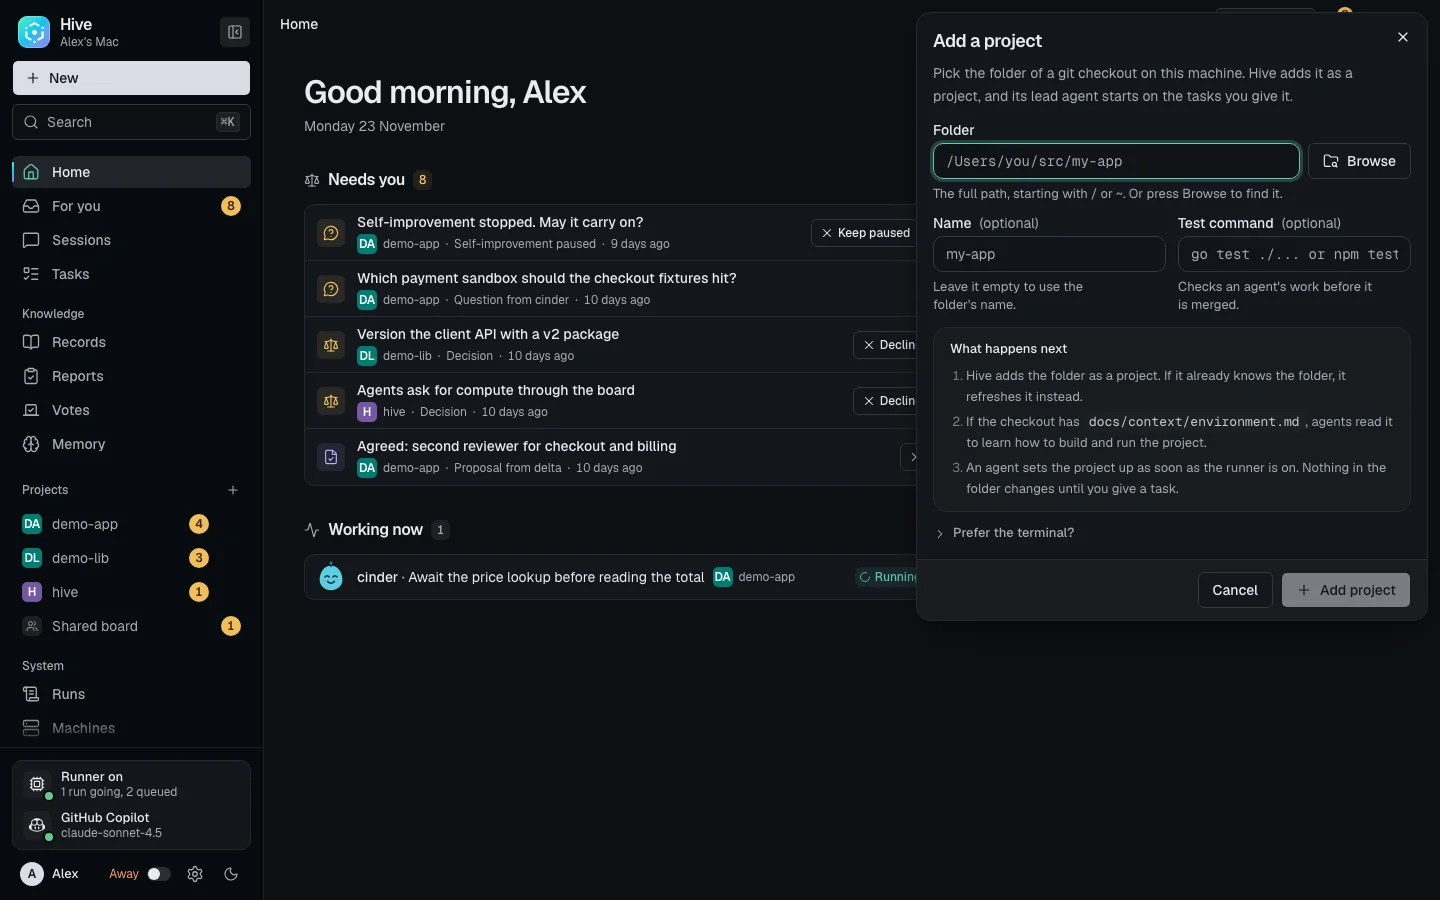 Hive
Alex's Mac
New
Search
⌘K
Home
For you
8
Sessions
Tasks
Knowledge
Records
Reports
Votes
Memory
Projects
DA demo-app 4
DL demo-lib 3
H hive 1
Shared board 1
System
Runs
Machines
Runner on
1 run going, 2 queued
GitHub Copilot
claude-sonnet-4.5
A Alex Away
Home
Good morning, Alex
Monday 23 November
Needs you 8
Self-improvement stopped. May it carry on?
DA demo-app · Self-improvement paused · 9 days ago
Keep paused
Which payment sandbox should the checkout fixtures hit?
DA demo-app · Question from cinder · 10 days ago
Version the client API with a v2 package
DL demo-lib · Decision · 10 days ago
Declin
Agents ask for compute through the board
H hive · Decision · 10 days ago
Declin
Agreed: second reviewer for checkout and billing
DA demo-app · Proposal from delta · 10 days ago
Working now 1
cinder · Await the price lookup before reading the total DA demo-app
Running
Add a project
Pick the folder of a git checkout on this machine. Hive adds it as a
project, and its lead agent starts on the tasks you give it.
Folder
/Users/you/src/my-app
Browse
The full path, starting with / or ~. Or press Browse to find it.
Name (optional)
my-app
Leave it empty to use the
folder's name.
Test command (optional)
go test ./... or npm test
Checks an agent's work before it
is merged.
What happens next
1. Hive adds the folder as a project. If it already knows the folder, it
refreshes it instead.
2. If the checkout has docs/context/environment.md , agents read it
to learn how to build and run the project.
3. An agent sets the project up as soon as the runner is on. Nothing in the
folder changes until you give a task.
Prefer the terminal?
Cancel
Add project